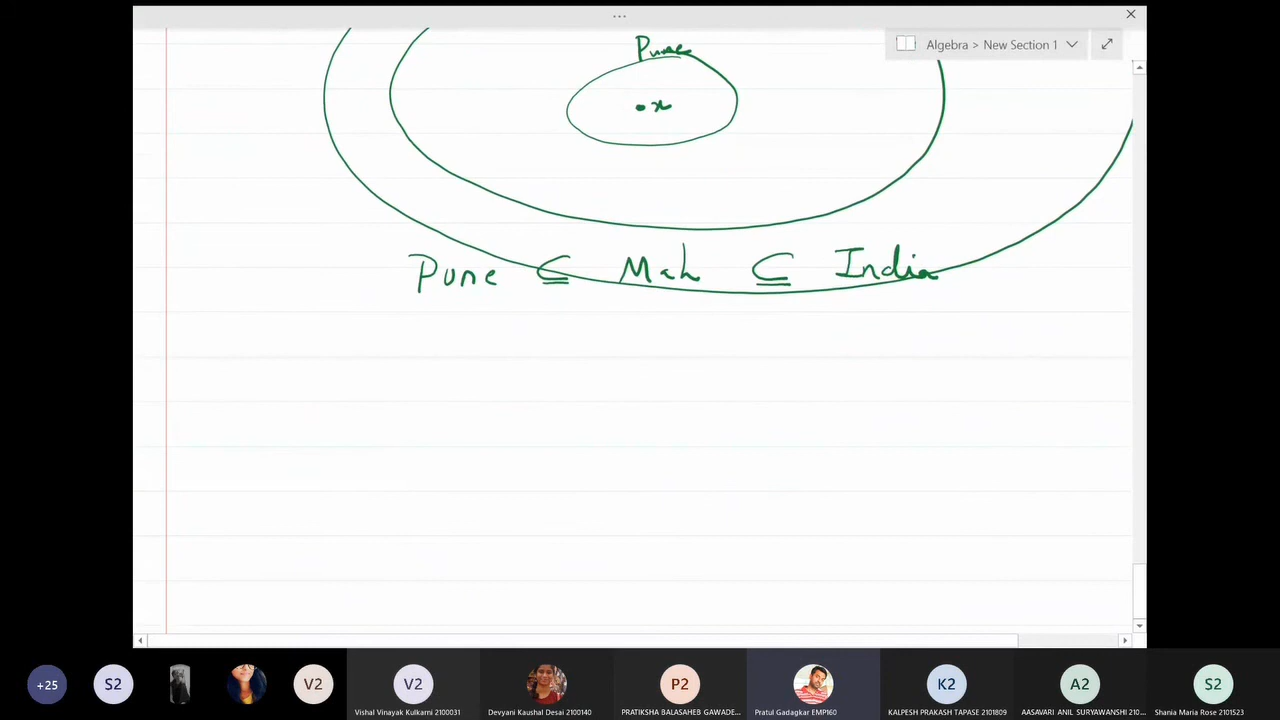 ...
Algebra > New Section 1
Pune
x
Pune ⊆ Mah ⊆ India
+25
S2
V2
V2
P2
K2
A2
S2
Vishal Vinayak Kulkarni 2100031
Devyani Kaushal Desai 2100140
PRATIKSHA BALASAHEB GAWADE...
Pratul Gadagkar EMP160
KALPESH PRAKASH TAPASE 2101809
AASAVARI ANIL SURYAWANSHI 210...
Shania Maria Rose 2101523